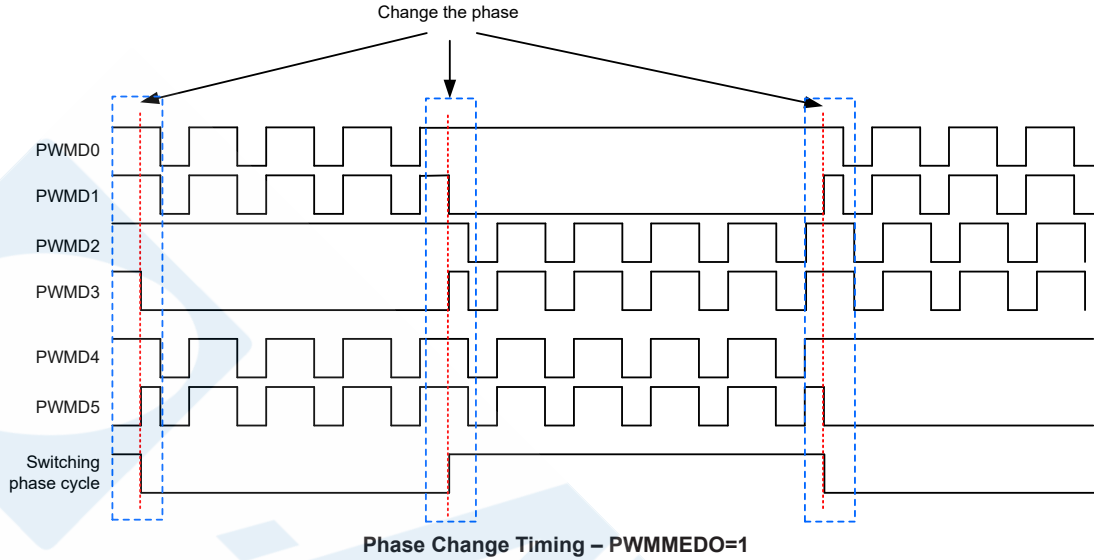 Change the phase
PWMD0
PWMD1
PWMD2
PWMD3
PWMD4
PWMD5
Switching
phase cycle
Phase Change Timing – PWMMEDO=1